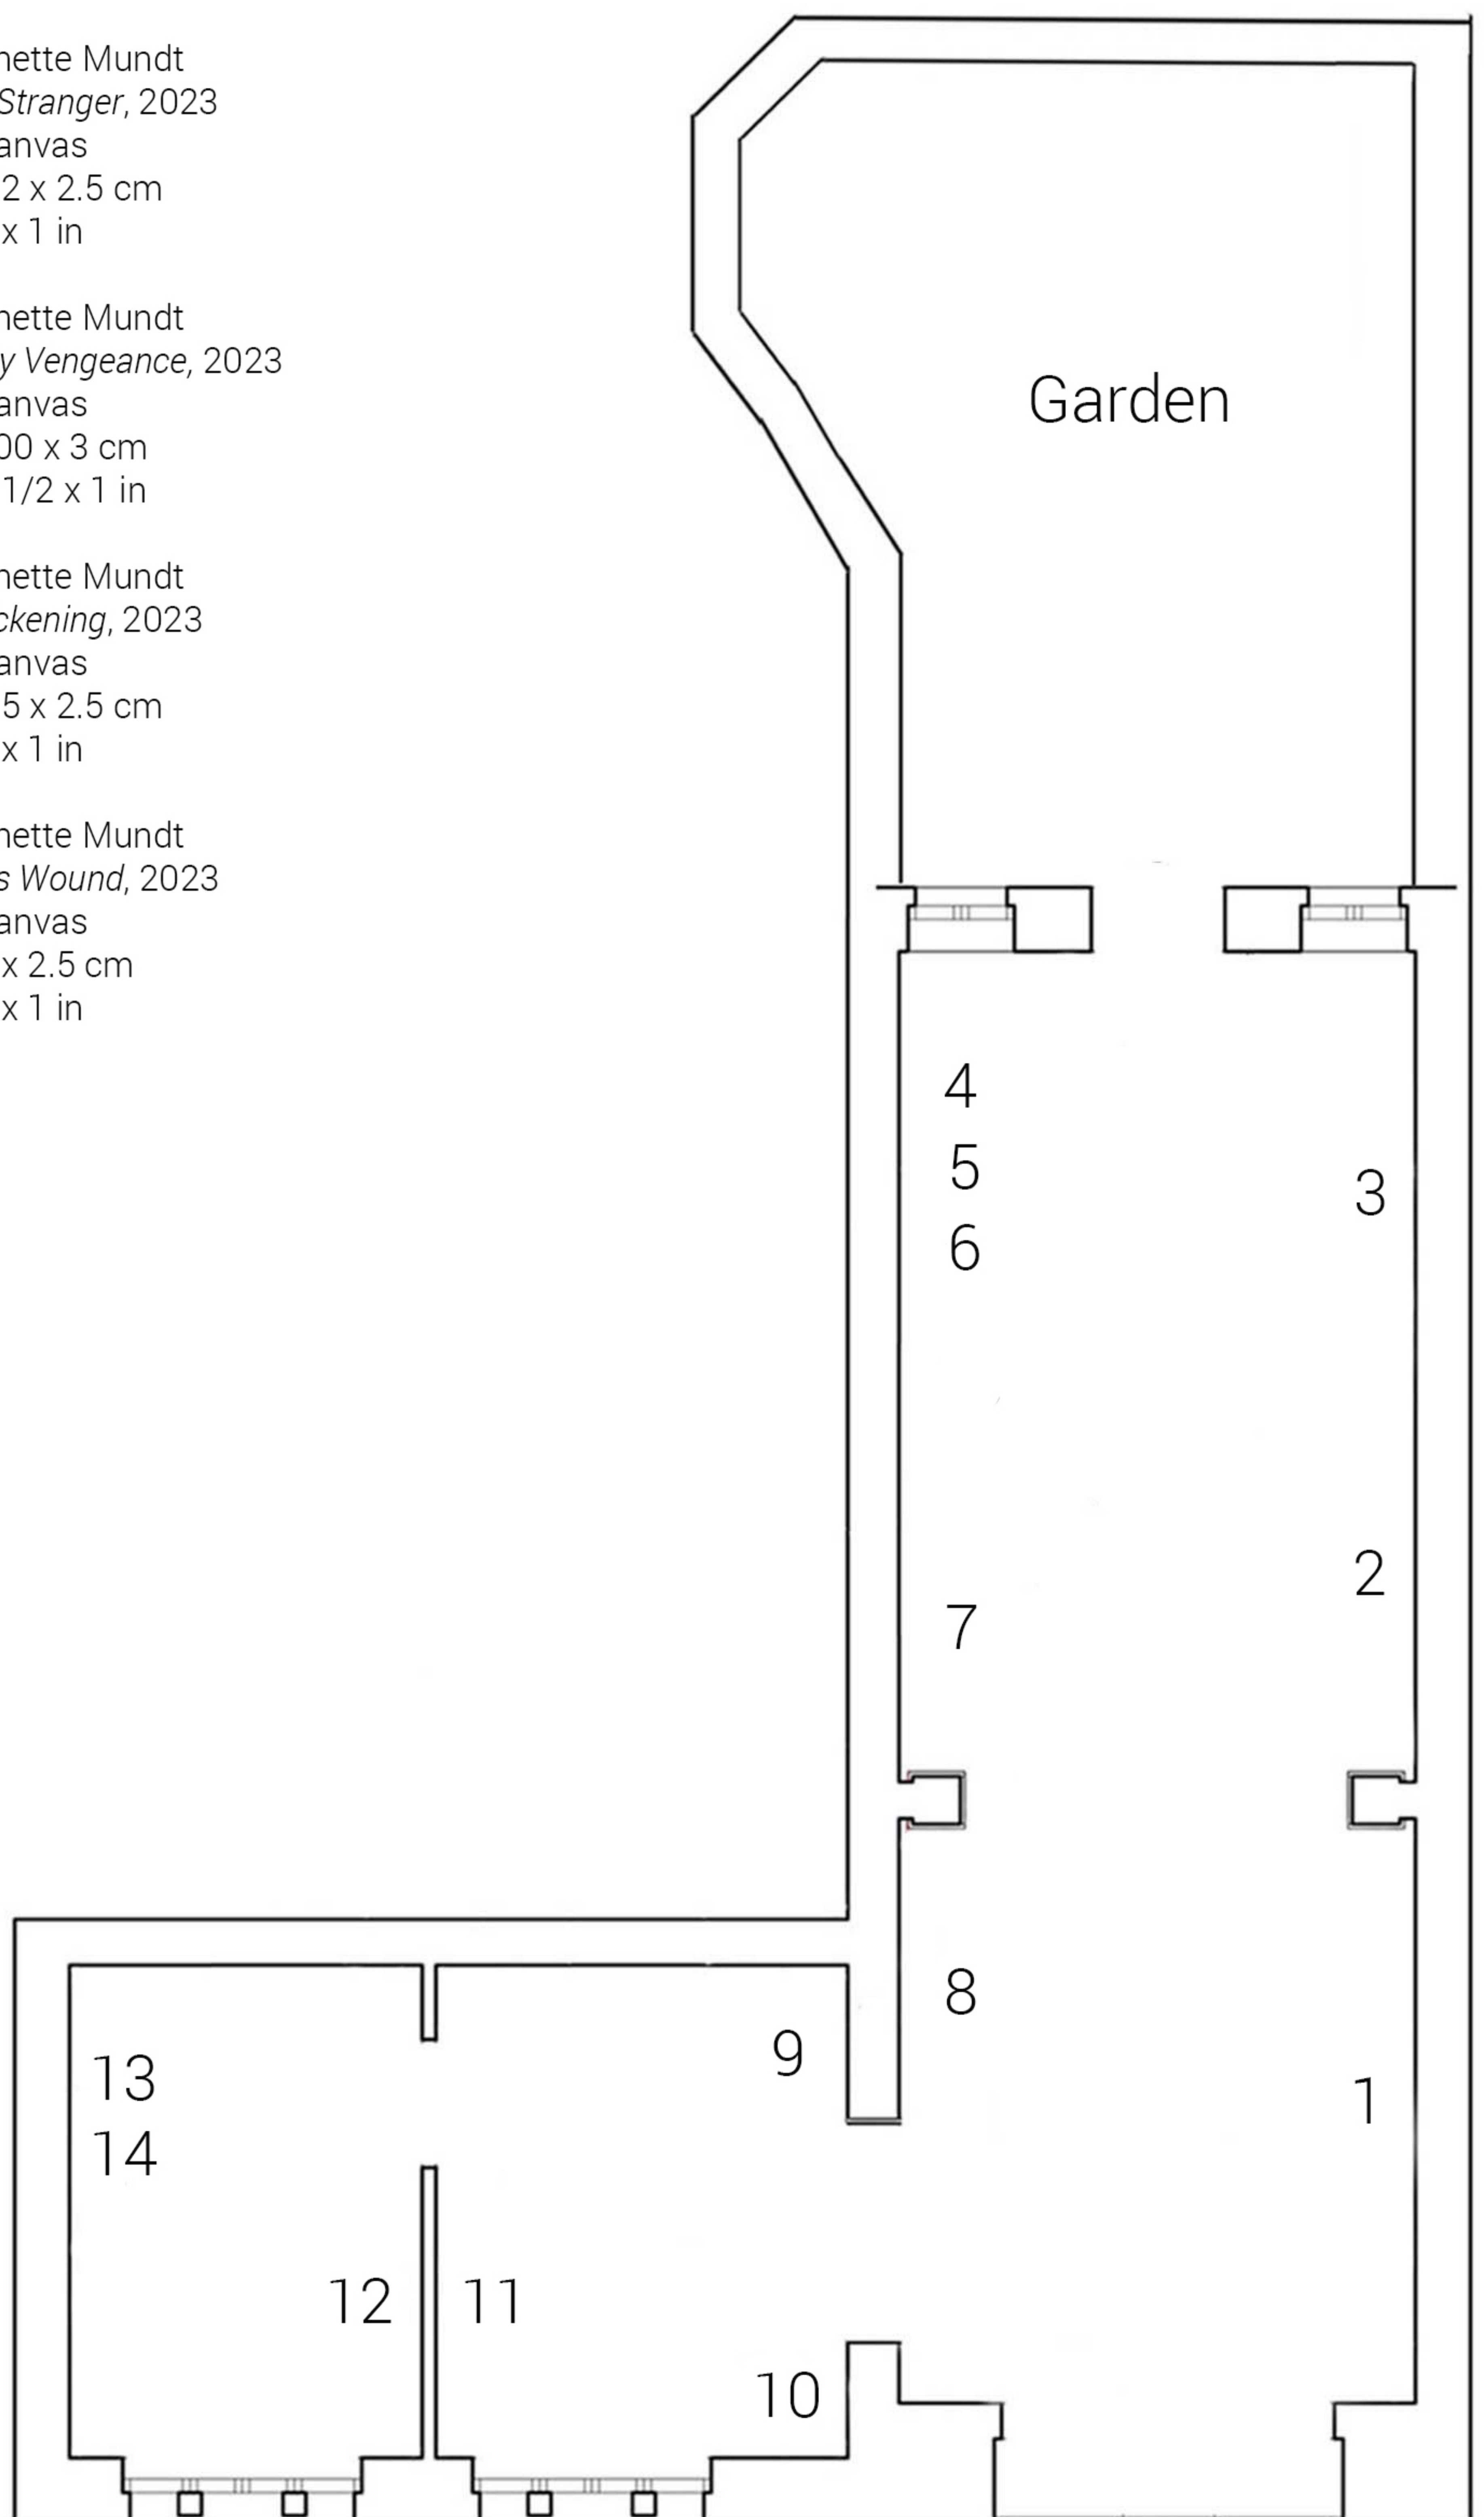 nette Mundt
Stranger, 2023
anvas
2 x 2.5 cm
x 1 in
nette Mundt
y Vengeance, 2023
anvas
00 x 3 cm
1/2 x 1 in
nette Mundt
ckening, 2023
anvas
5 x 2.5 cm
x 1 in
nette Mundt
s Wound, 2023
anvas
x 2.5 cm
x 1 in
Garden
4
5
3
6
2
7
8
9
13
1
14
12
11
10